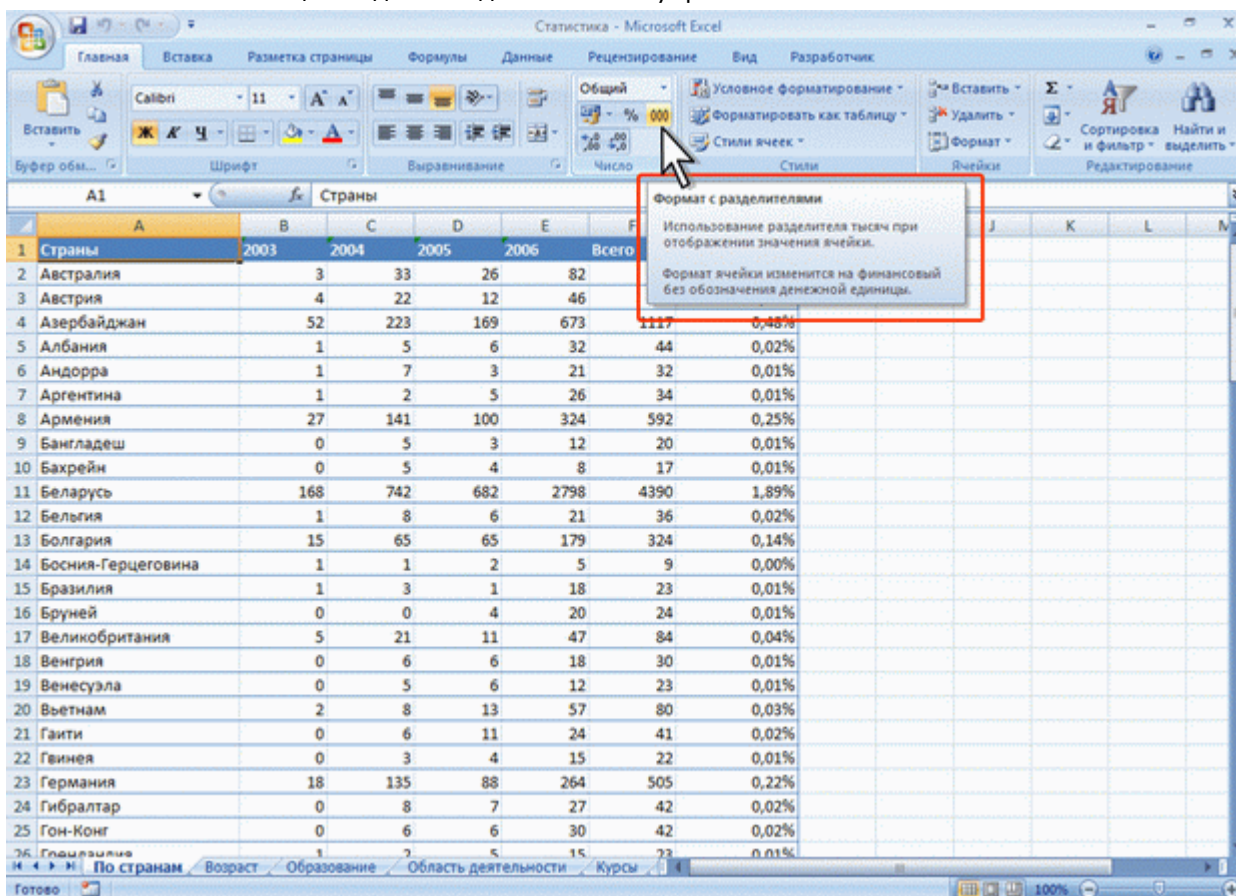 Статистика - Microsoft Excel
Главная Вставка Разметка страницы Формулы Данные Рецензирование Вид Разработчик
Calibri 11 Общий Условное форматирование Вставить Σ
% 000 Форматировать как таблицу Удалить
Вставить Ж К Ч Стили ячеек Формат Сортировка и фильтр Найти и выделить
Буфер обм... Шрифт Выравнивание Число Стили Ячейки Редактирование
A1 fx Страны
Формат с разделителями
Использование разделителя тысяч при
отображении значения ячейки.
Формат ячейки изменится на финансовый
без обозначения денежной единицы.
A B C D E F J K L
1 Страны 2003 2004 2005 2006 Всего
2 Австралия 3 33 26 82
3 Австрия 4 22 12 46
4 Азербайджан 52 223 169 673 1117 0,48%
5 Албания 1 5 6 32 44 0,02%
6 Андорра 1 7 3 21 32 0,01%
7 Аргентина 1 2 5 26 34 0,01%
8 Армения 27 141 100 324 592 0,25%
9 Бангладеш 0 5 3 12 20 0,01%
10 Бахрейн 0 5 4 8 17 0,01%
11 Беларусь 168 742 682 2798 4390 1,89%
12 Бельгия 1 8 6 21 36 0,02%
13 Болгария 15 65 65 179 324 0,14%
14 Босния-Герцеговина 1 1 2 5 9 0,00%
15 Бразилия 1 3 1 18 23 0,01%
16 Бруней 0 0 4 20 24 0,01%
17 Великобритания 5 21 11 47 84 0,04%
18 Венгрия 0 6 6 18 30 0,01%
19 Венесуэла 0 5 6 12 23 0,01%
20 Вьетнам 2 8 13 57 80 0,03%
21 Гаити 0 6 11 24 41 0,02%
22 Гвинея 0 3 4 15 22 0,01%
23 Германия 18 135 88 264 505 0,22%
24 Гибралтар 0 8 7 27 42 0,02%
25 Гон-Конг 0 6 6 30 42 0,02%
26 Гренландия 1 2 5 15 23 0,01%
По странам Возраст Образование Область деятельности Курсы
Готово 100%